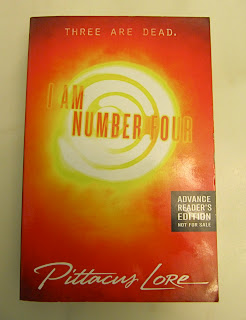 THREE ARE DEAD.
I AM
NUMBER FOUR
ADVANCE
READER'S
EDITION
NOT FOR SALE
Pittacus Lore